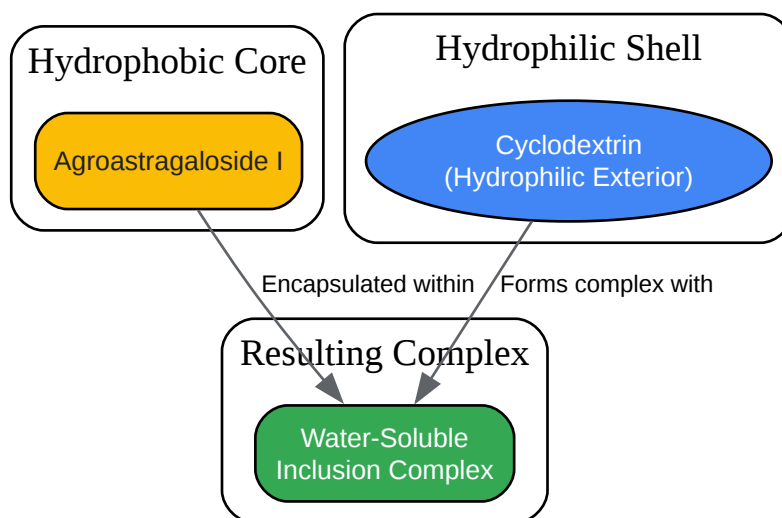 Hydrophobic Core
Hydrophilic Shell
Agroastragaloside I
Cyclodextrin
(Hydrophilic Exterior)
Encapsulated within
Forms complex with
Resulting Complex
Water-Soluble
Inclusion Complex